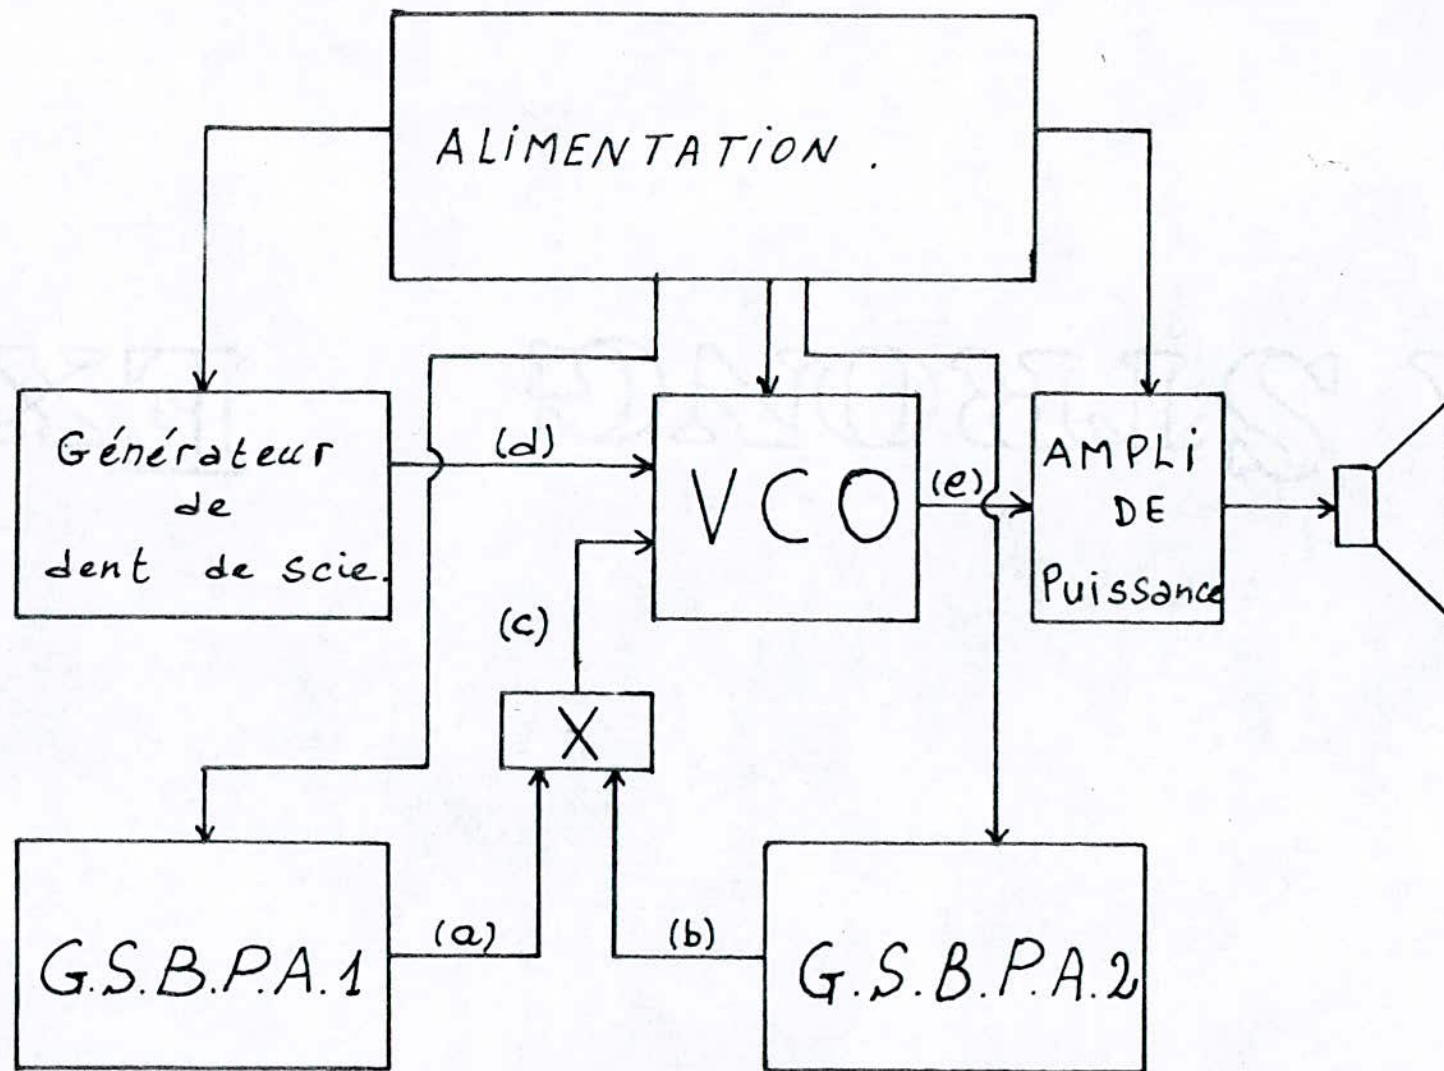 ALiMENTATiON.
Générateur
de
dent de scie.
(d)
VCO
(e)
AMPLi
DE
Puissance
(c)
X
G.S.B.P.A.1
(a)
(b)
G.S.B.P.A.2